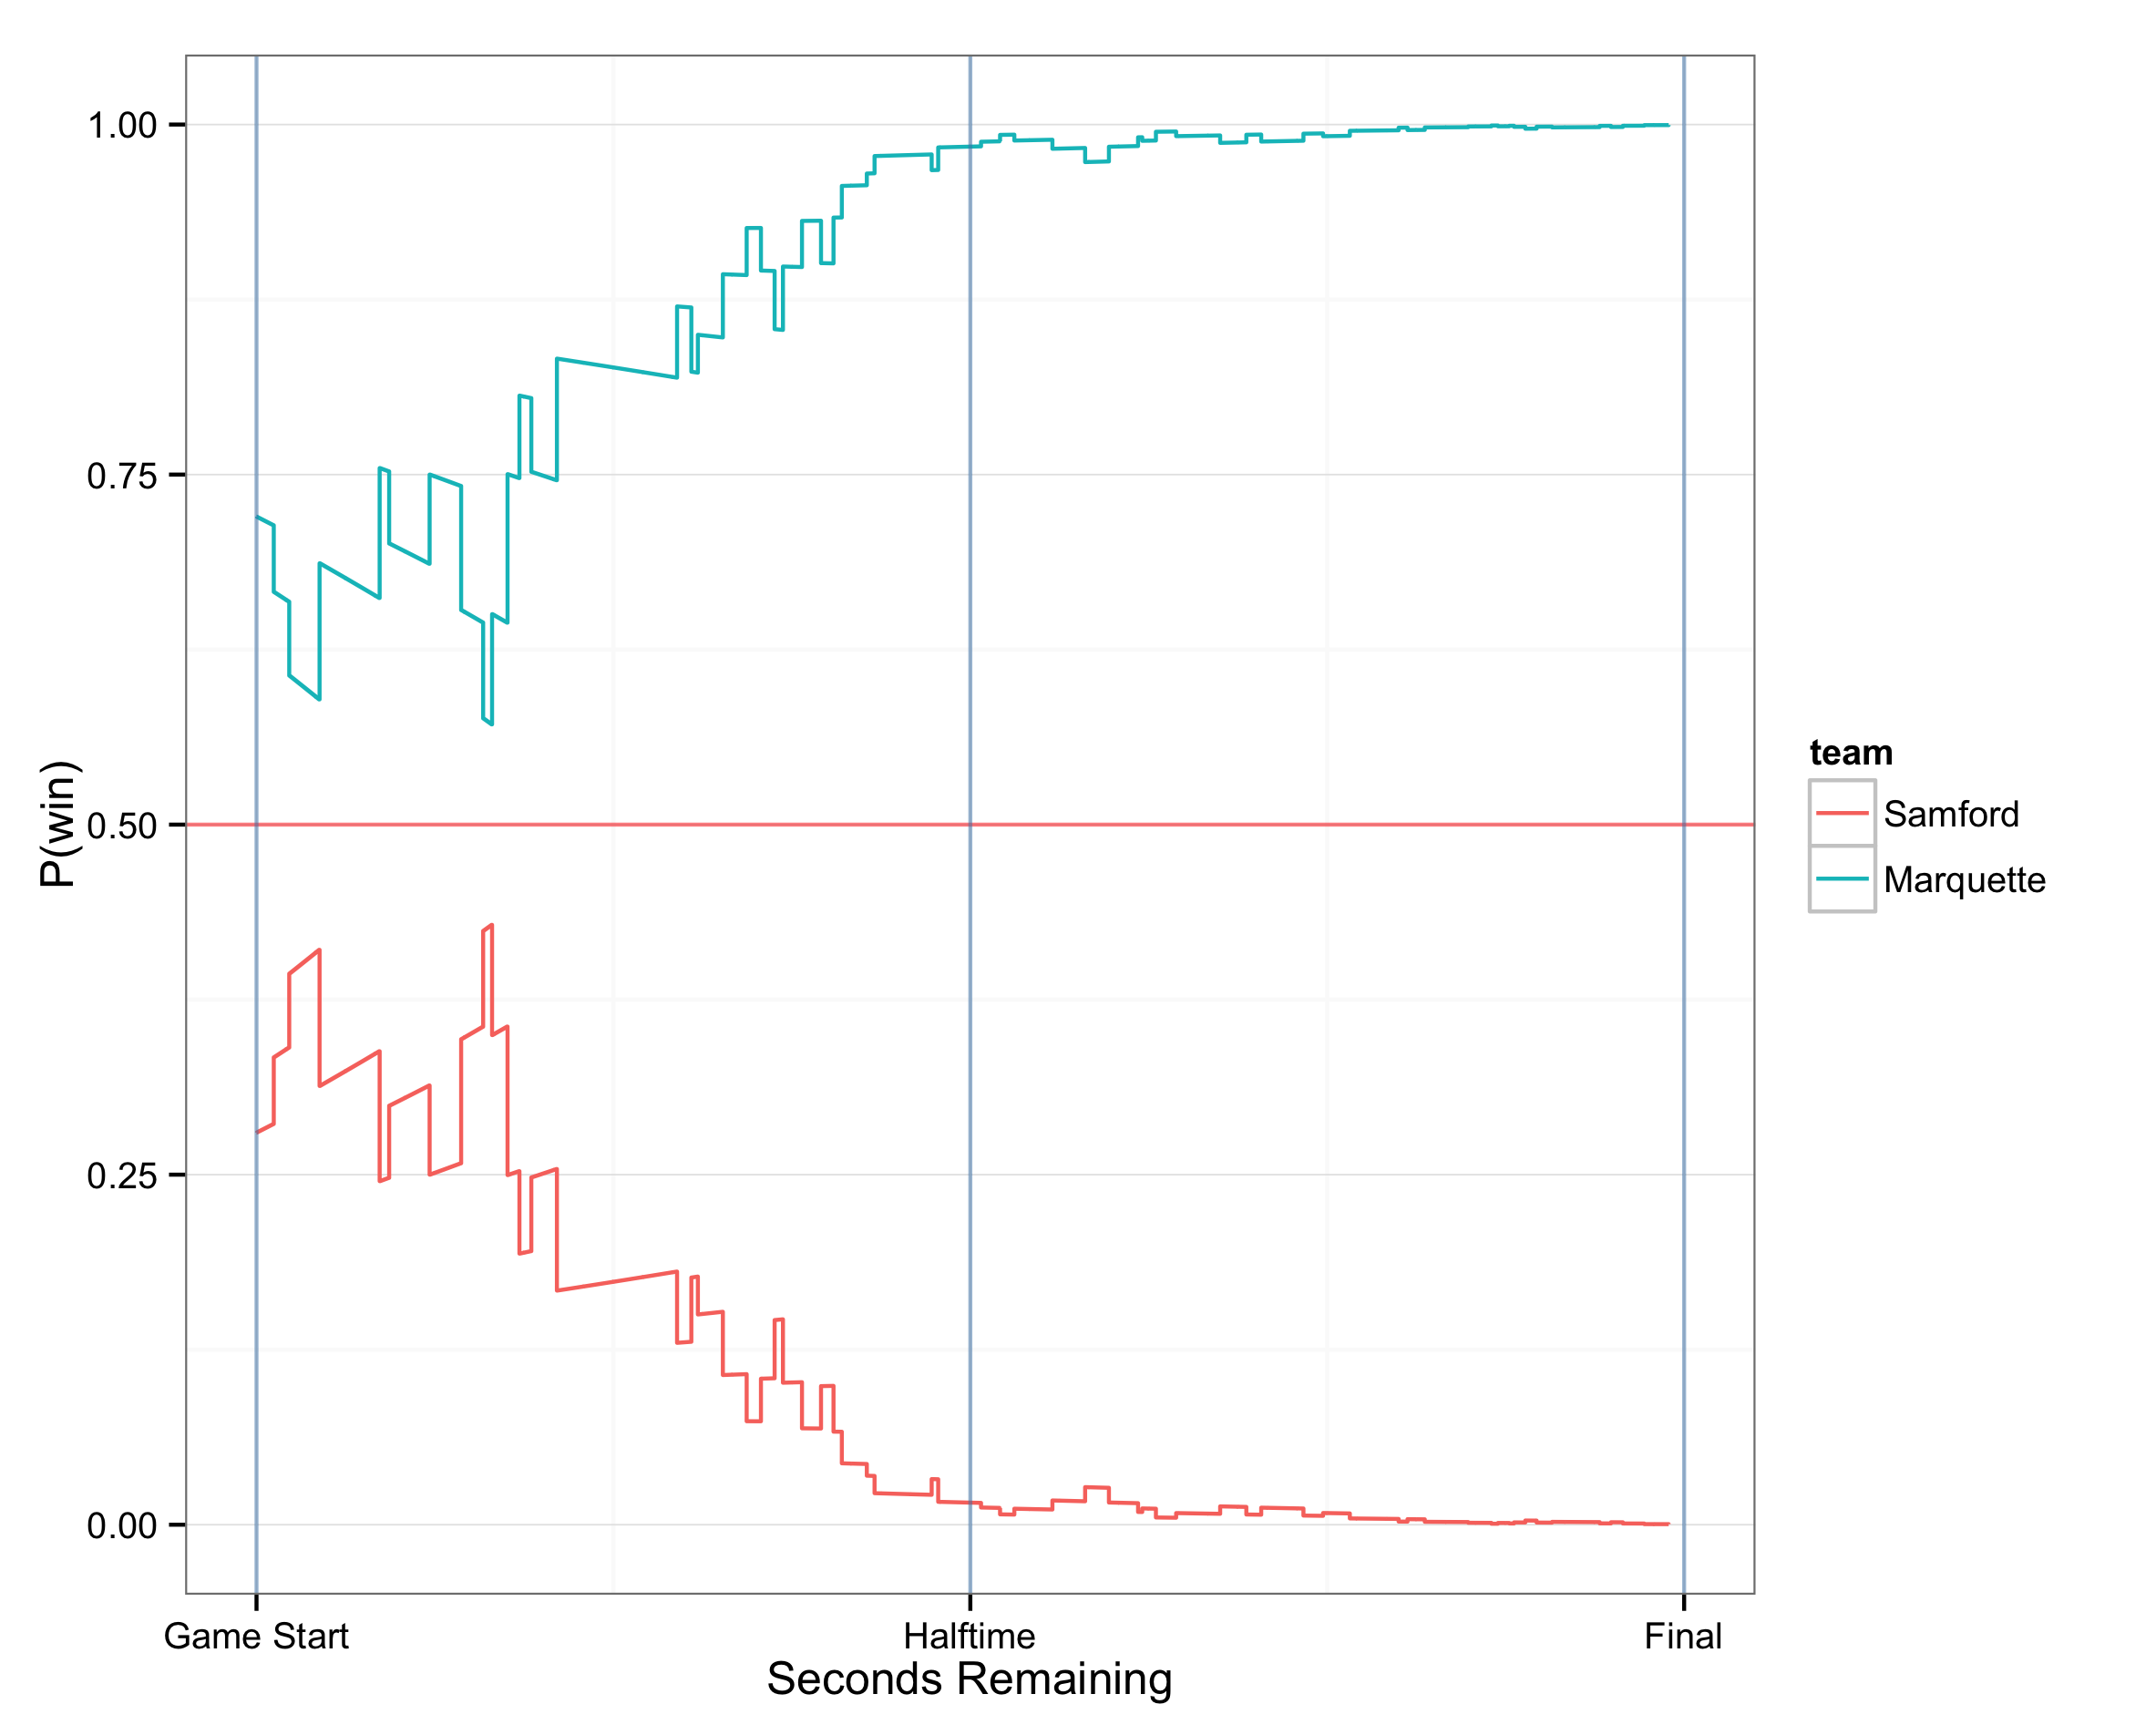 1.00
0.75
0.50
0.25
0.00
P(win)
Game Start
Halftime
Final
Seconds Remaining
team
Samford
Marquette